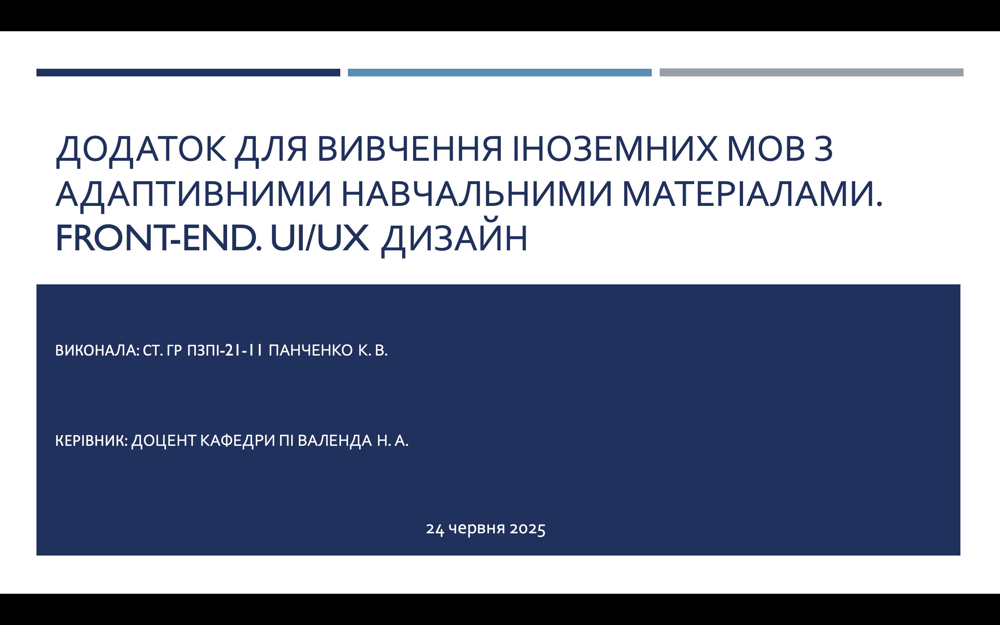 ДОДАТОК ДЛЯ ВИВЧЕННЯ ІНОЗЕМНИХ МОВ З
АДАПТИВНИМИ НАВЧАЛЬНИМИ МАТЕРІАЛАМИ.
FRONT-END. UI/UX ДИЗАЙН
ВИКОНАЛА: СТ. ГР ПЗПІ-21-11 ПАНЧЕНКО К. В.
КЕРІВНИК: ДОЦЕНТ КАФЕДРИ ПІ ВАЛЕНДА Н. А.
24 червня 2025